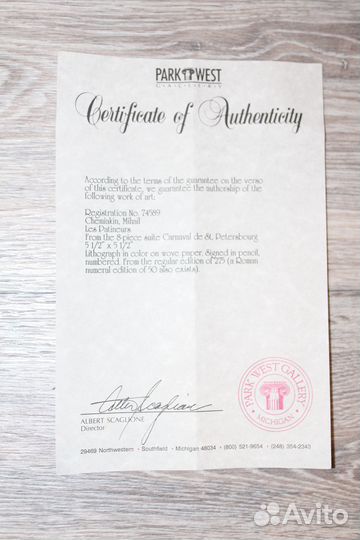 PARK WEST
GALLERY
Certificate of Authenticity
According to the terms of the guarantee on the verso
of this certificate, we guarantee the authorship of the
following work of art:
Registration No. 74589
Chemiakin, Mihail
Les Patineurs
From the 8 piece suite Carnaval de St. Petersbourg
5 1/2" x 5 1/2"
Lithograph in color on wove paper. Signed in pencil,
numbered. From the regular edition of 275 (a Roman
numeral edition of 50 also exists).
ALBERT SCAGLIONE
Director
PARK WEST GALLERY
MICHIGAN
29469 Northwestern • Southfield • Michigan 48034 • (800) 521-9654 • (248) 354-2343
Avito